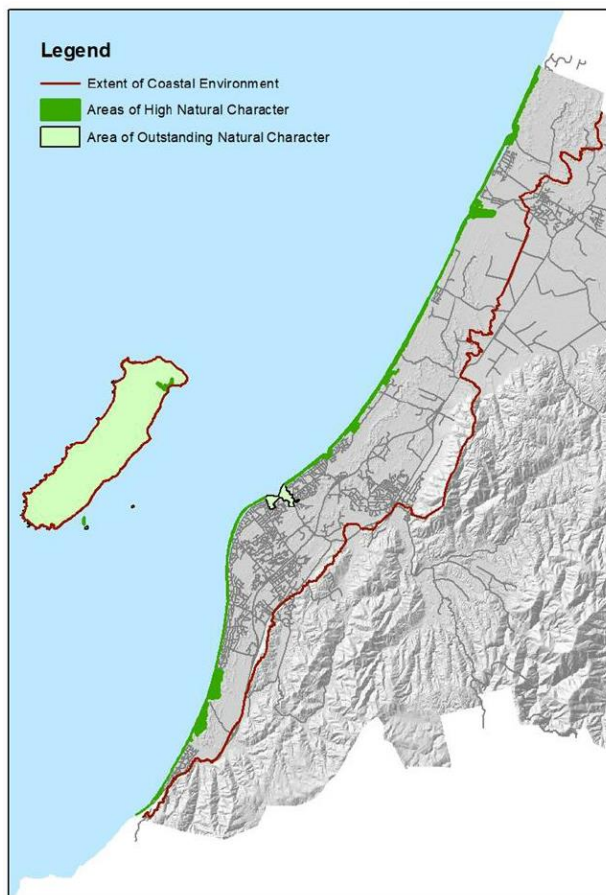 Legend
Extent of Coastal Environment
Areas of High Natural Character
Area of Outstanding Natural Character